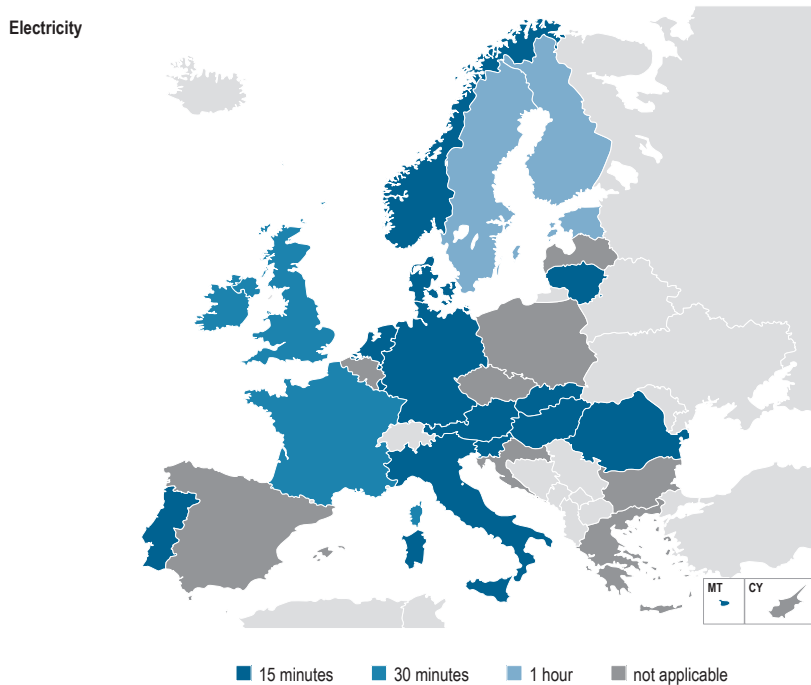 Electricity
MT
CY
15 minutes
30 minutes
1 hour
not applicable